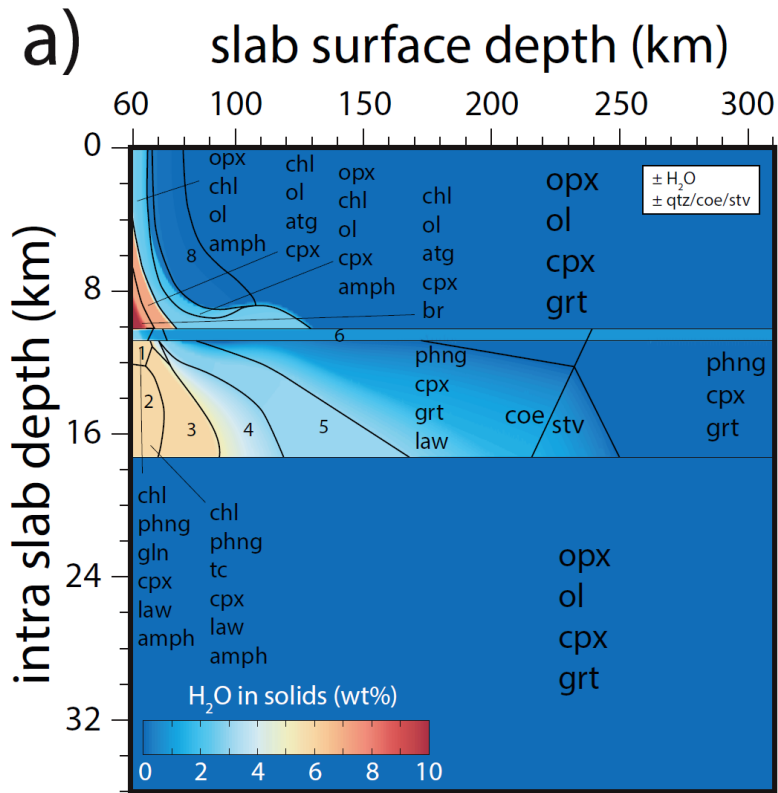 a)
slab surface depth (km)
60 100 150 200 250 300
intra slab depth (km)
0
8
16
24
32
opx
chl
ol
amph
chl
ol
atg
cpx
opx
chl
ol
cpx
amph
chl
ol
atg
cpx
br
opx
ol
cpx
grt
± H₂O
± qtz/coe/stv
8
6
1
2
3
4
5
phng
cpx
grt
law
coe
stv
phng
cpx
grt
chl
phng
gln
cpx
law
amph
chl
phng
tc
cpx
law
amph
opx
ol
cpx
grt
H₂O in solids (wt%)
0 2 4 6 8 10